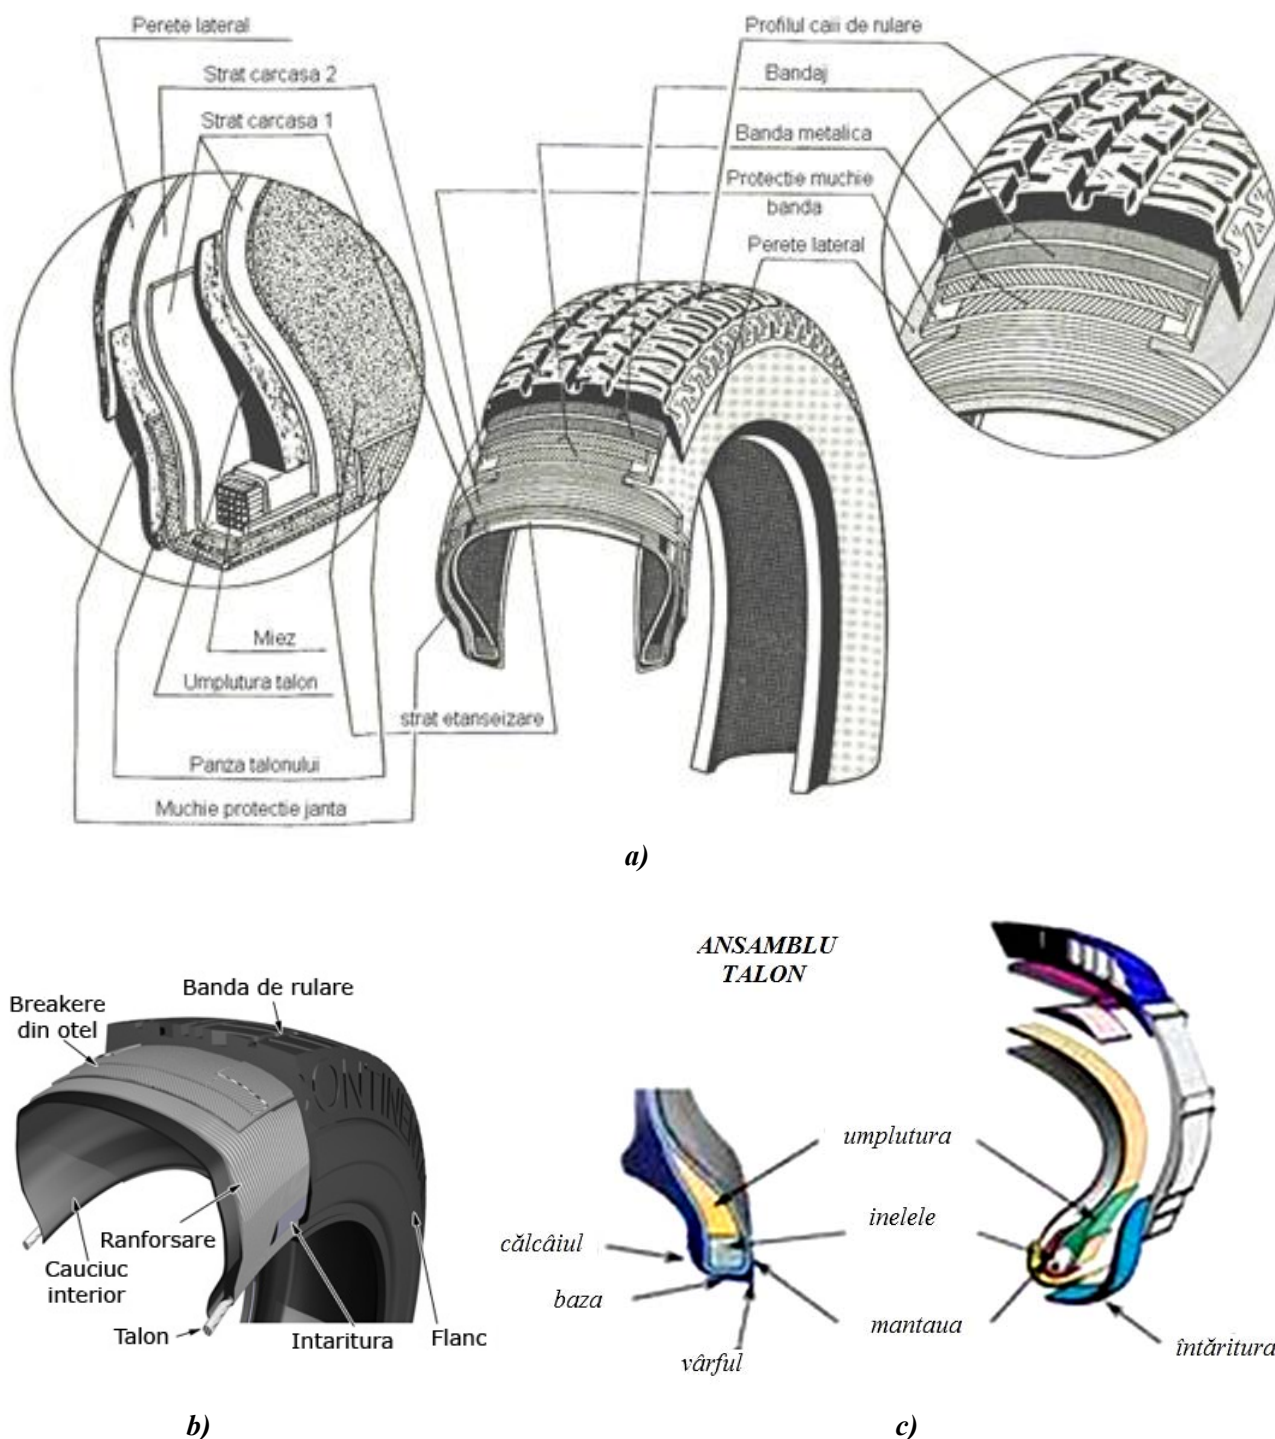 Perete lateral
Strat carcasa 2
Strat carcasa 1
Profilul caii de rulare
Bandaj
Banda metalica
Protectie muchie
banda
Perete lateral
Miez
Umplutura talon
strat etanseizare
Panza talonului
Muchie protectie janta
a)
Banda de rulare
Breakere
din otel
Ranforsare
Cauciuc
interior
Talon
Intaritura
Flanc
b)
ANSAMBLU
TALON
umplutura
inelele
călcâiul
baza
mantaua
vârful
întăritura
c)